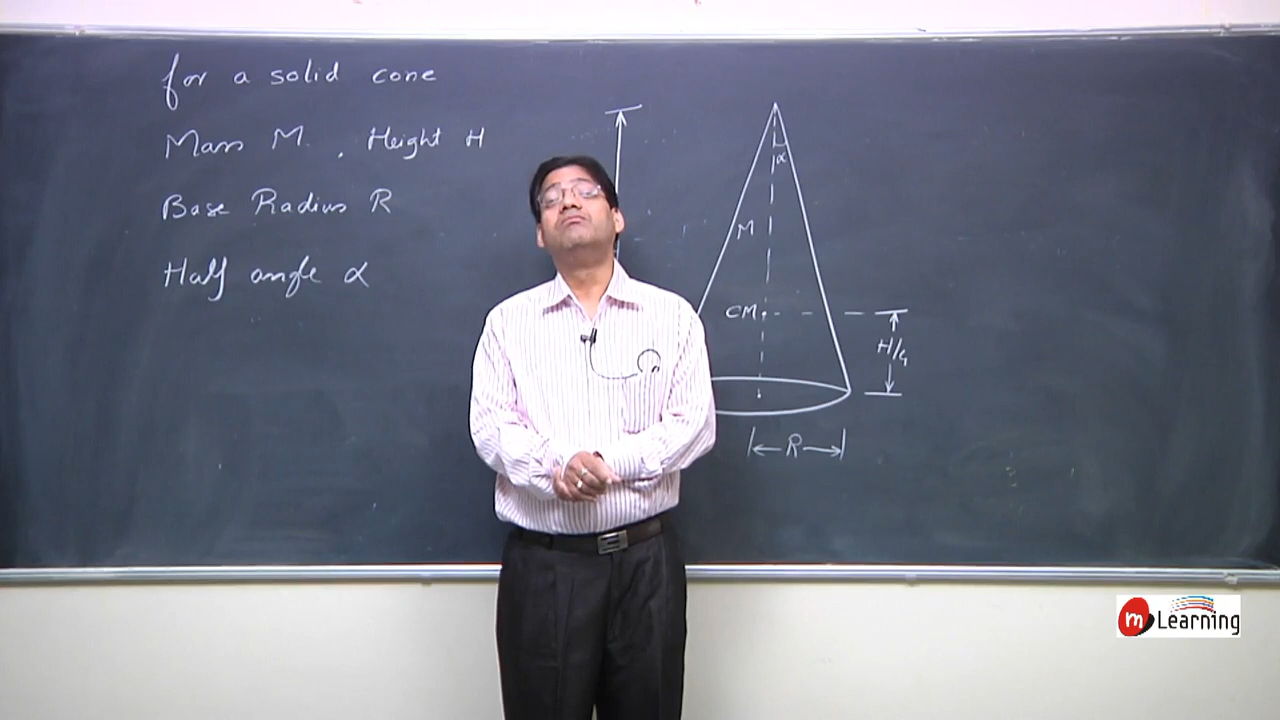 for a solid cone
Mass M. , Height H
Base Radius R
Half angle α
α
M
CM
H/4
R
m Learning